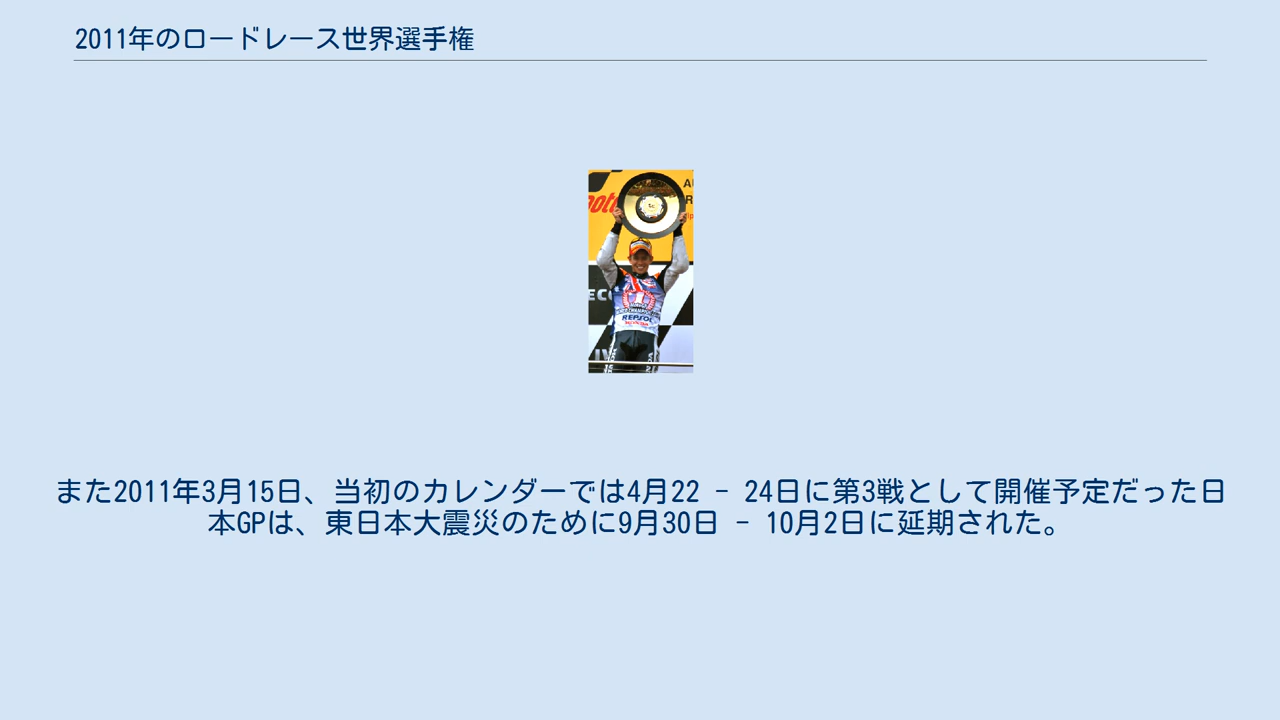 2011年のロードレース世界選手権
REPSOL
また2011年3月15日、当初のカレンダーでは4月22 - 24日に第3戦として開催予定だった日
本GPは、東日本大震災のために9月30日 - 10月2日に延期された。